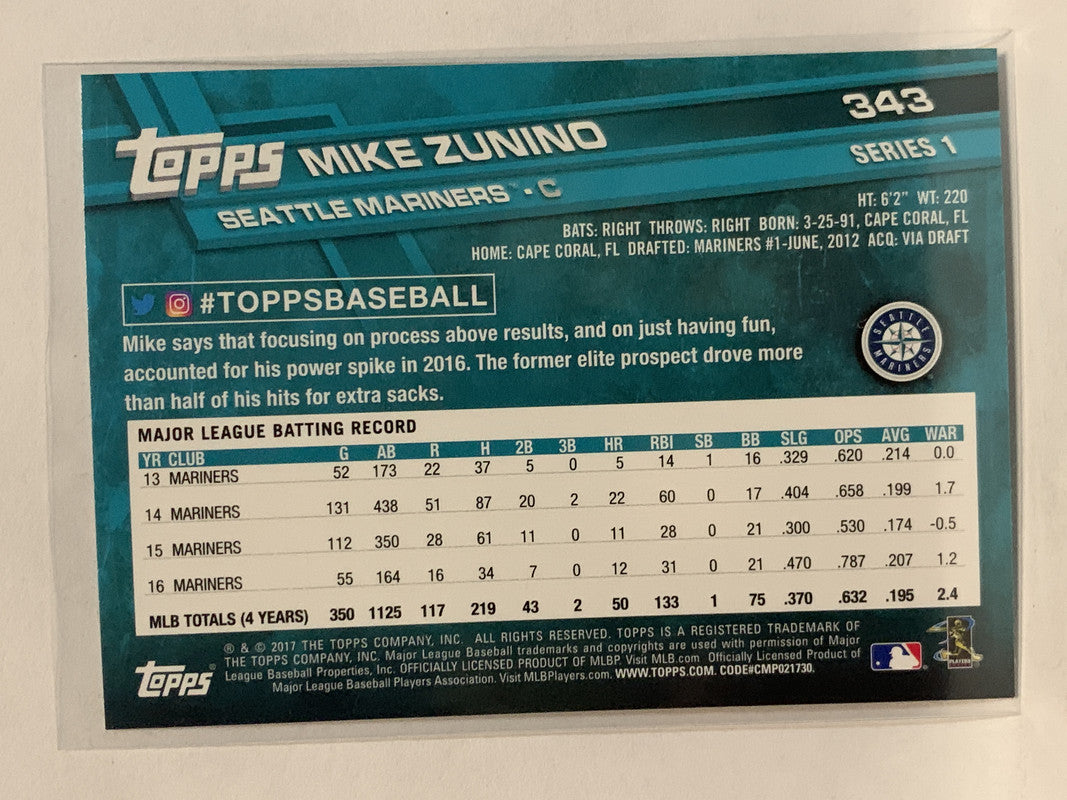 343
TOPPS MIKE ZUNINO
SERIES 1
SEATTLE MARINERS™ • C
HT: 6'2" WT: 220
BATS: RIGHT THROWS: RIGHT BORN: 3-25-91, CAPE CORAL, FL
HOME: CAPE CORAL, FL DRAFTED: MARINERS #1-JUNE, 2012 ACQ: VIA DRAFT
#TOPPSBASEBALL
Mike says that focusing on process above results, and on just having fun,
accounted for his power spike in 2016. The former elite prospect drove more
than half of his hits for extra sacks.
SEATTLE MARINERS
MAJOR LEAGUE BATTING RECORD
YR CLUB G AB R H 2B 3B HR RBI SB BB SLG OPS AVG WAR
13 MARINERS 52 173 22 37 5 0 5 14 1 16 .329 .620 .214 0.0
14 MARINERS 131 438 51 87 20 2 22 60 0 17 .404 .658 .199 1.7
15 MARINERS 112 350 28 61 11 0 11 28 0 21 .300 .530 .174 -0.5
16 MARINERS 55 164 16 34 7 0 12 31 0 21 .470 .787 .207 1.2
MLB TOTALS (4 YEARS) 350 1125 117 219 43 2 50 133 1 75 .370 .632 .195 2.4
® & © 2017 THE TOPPS COMPANY, INC. ALL RIGHTS RESERVED. TOPPS IS A REGISTERED TRADEMARK OF
THE TOPPS COMPANY, INC. Major League Baseball trademarks and copyrights are used with permission of Major
League Baseball Properties, Inc. OFFICIALLY LICENSED PRODUCT OF MLBP. Visit MLB.com Officially Licensed Product of
Major League Baseball Players Association. Visit MLBPlayers.com. WWW.TOPPS.COM. CODE#CMP021730.
TOPPS®
PLAYERS